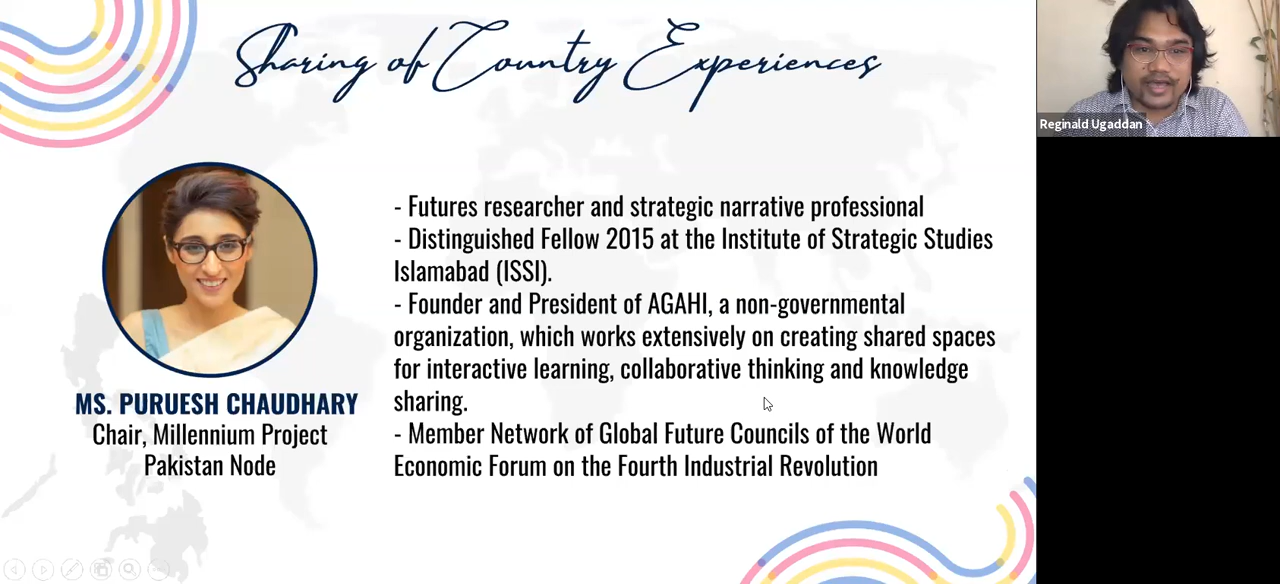 Sharing of Country Experiences
Reginald Ugaddan
- Futures researcher and strategic narrative professional
- Distinguished Fellow 2015 at the Institute of Strategic Studies
Islamabad (ISSI).
- Founder and President of AGAHI, a non-governmental
organization, which works extensively on creating shared spaces
for interactive learning, collaborative thinking and knowledge
sharing.
- Member Network of Global Future Councils of the World
Economic Forum on the Fourth Industrial Revolution
MS. PURUESH CHAUDHARY
Chair, Millennium Project
Pakistan Node